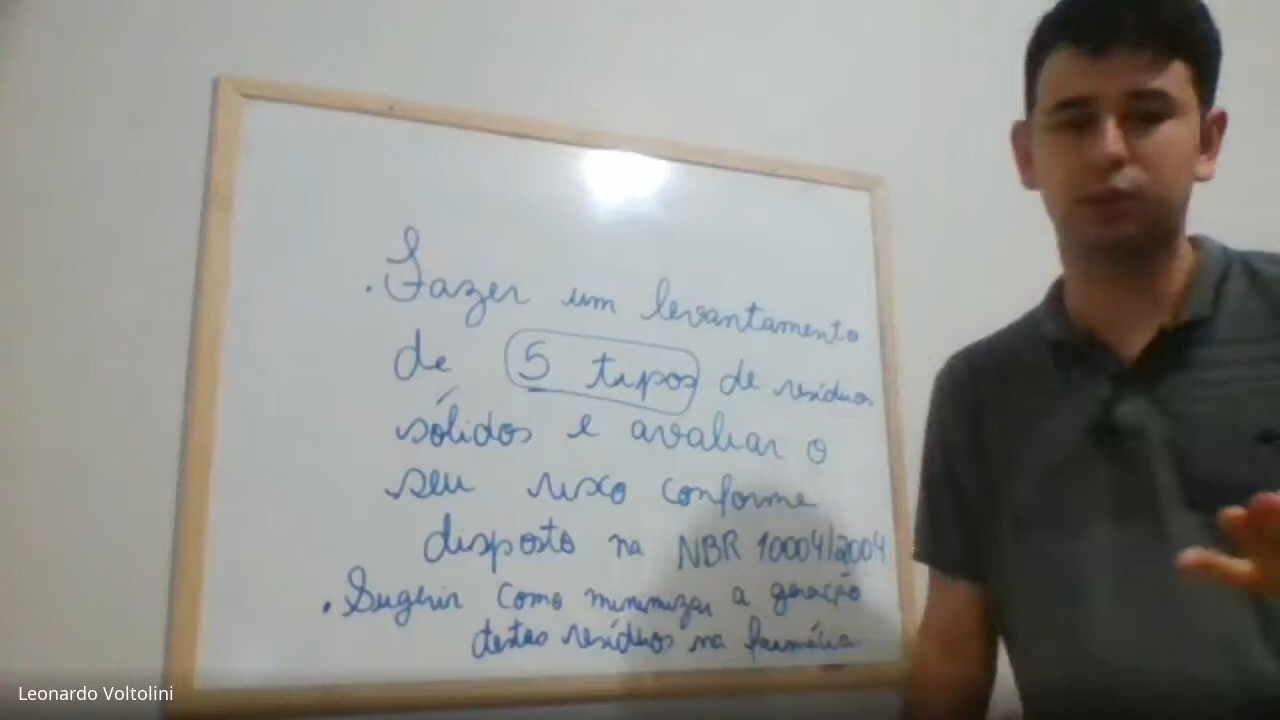 . Fazer um levantamento
de 5 tipos de resíduos
sólidos e avaliar o
seu risco conforme
disposto na NBR 10004/2004
. Sugerir como minimizar a geração
destes resíduos na farmácia
Leonardo Voltolini